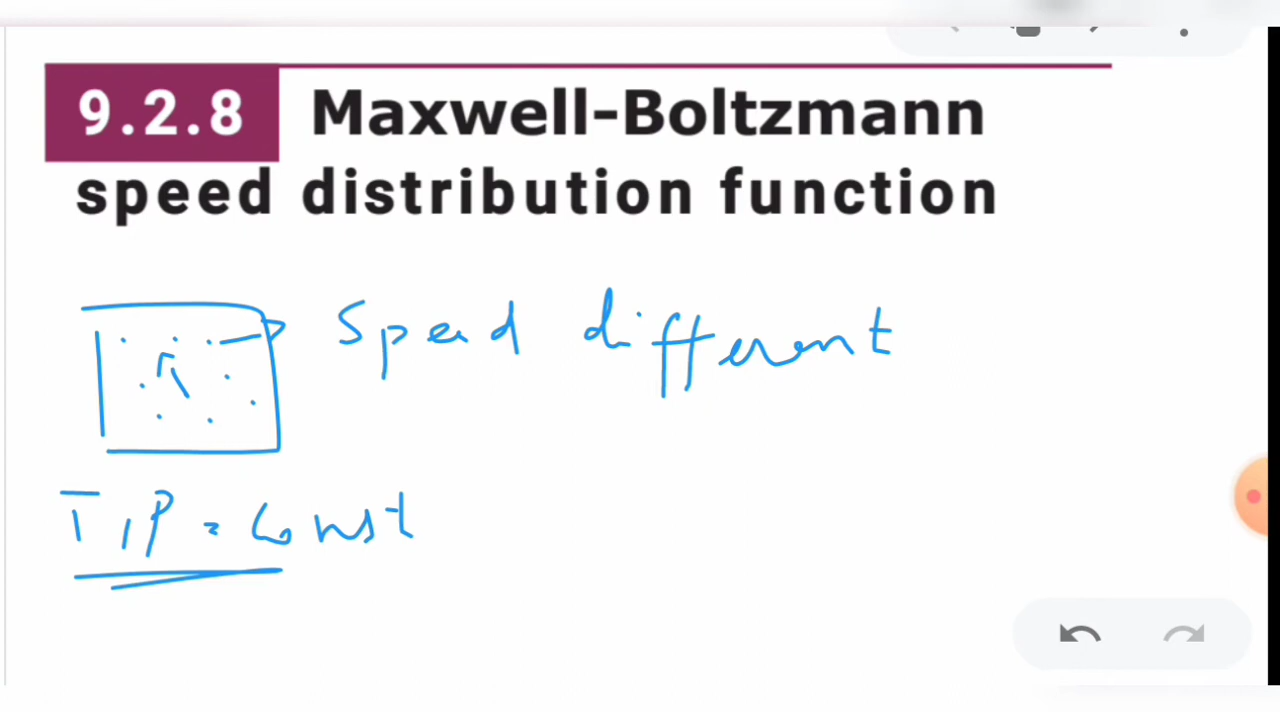 9.2.8 Maxwell-Boltzmann
speed distribution function
Speed different
T, P = Const